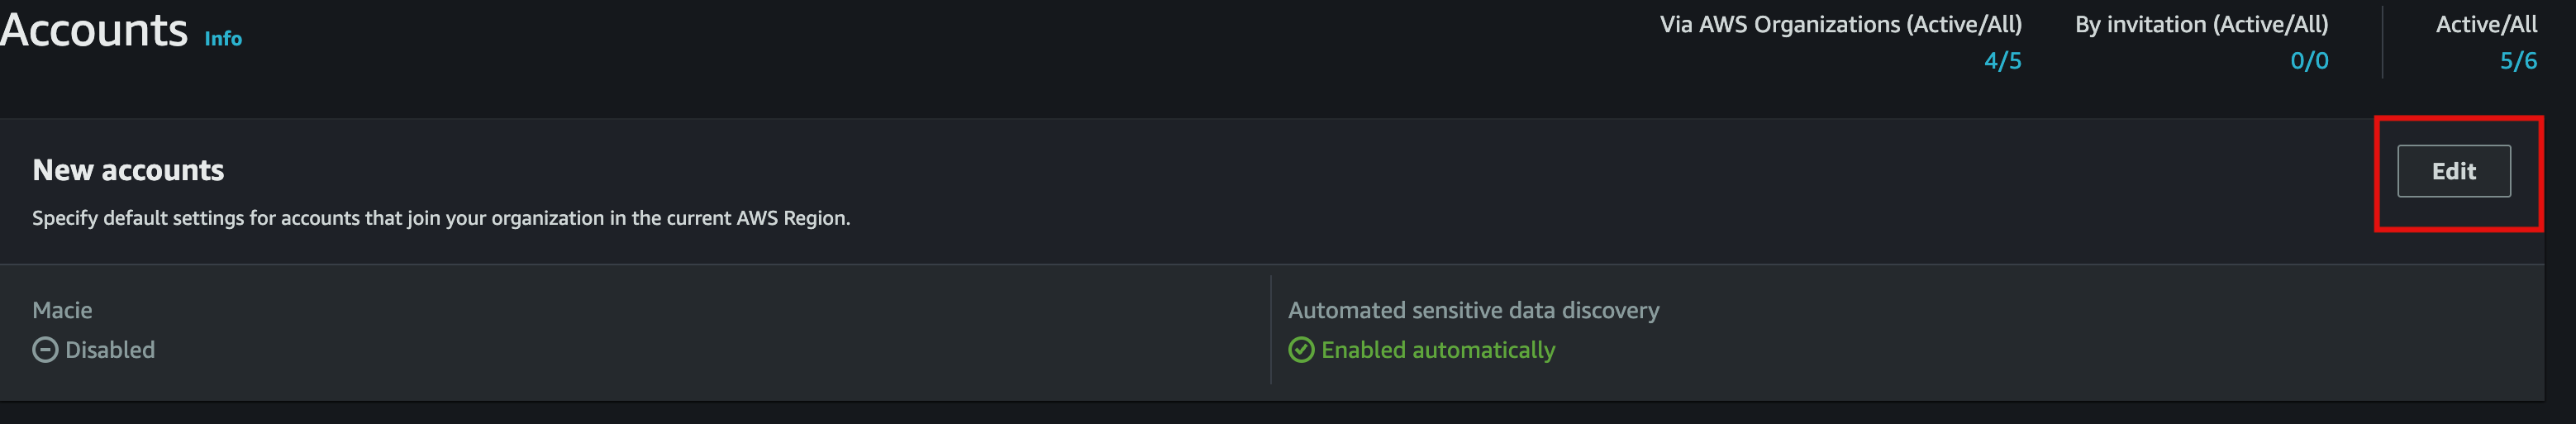 Accounts Info
Via AWS Organizations (Active/All)
4/5
By invitation (Active/All)
0/0
Active/All
5/6
New accounts
Edit
Specify default settings for accounts that join your organization in the current AWS Region.
Macie
Disabled
Automated sensitive data discovery
Enabled automatically